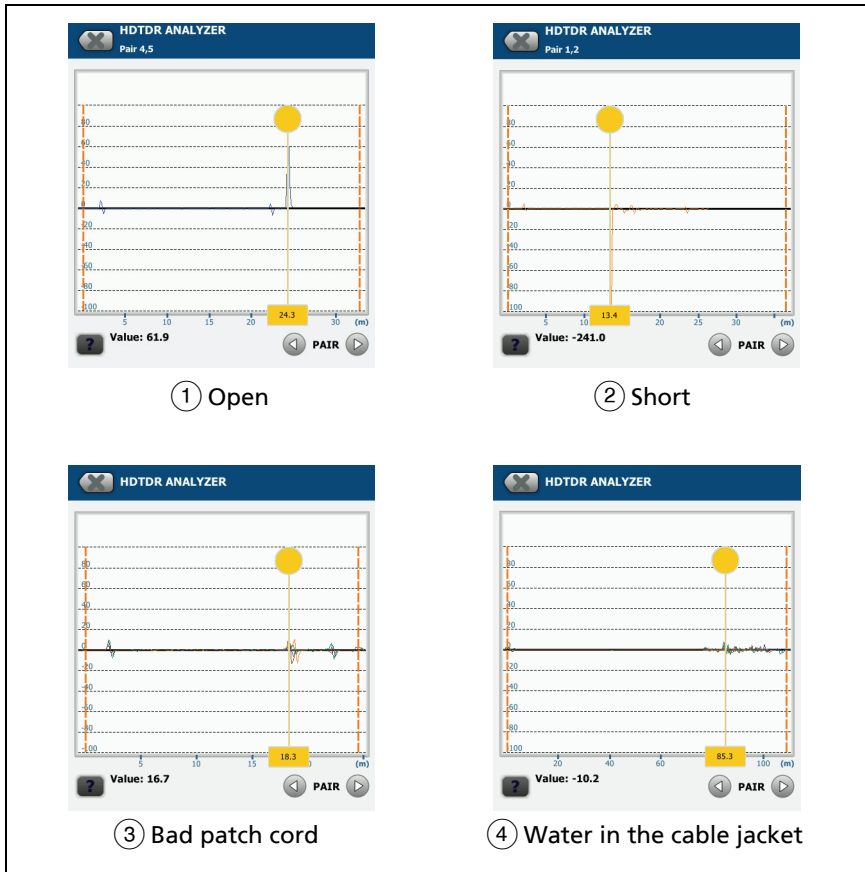 HDTDR ANALYZER
Pair 4,5
80
60
40
20
0
-20
-40
-60
-80
-100
24.3
5 10 15 20 30 (m)
? Value: 61.9 PAIR
1 Open
HDTDR ANALYZER
Pair 1,2
80
60
40
20
0
-20
-40
-60
-80
-100
13.4
5 10 20 25 30 (m)
? Value: -241.0 PAIR
2 Short
HDTDR ANALYZER
80
60
40
20
0
-20
-40
-60
-80
-100
18.3
5 10 15 (m)
? Value: 16.7 PAIR
3 Bad patch cord
HDTDR ANALYZER
80
60
40
20
0
-20
-40
-60
-80
-100
85.3
20 40 60 100 (m)
? Value: -10.2 PAIR
4 Water in the cable jacket